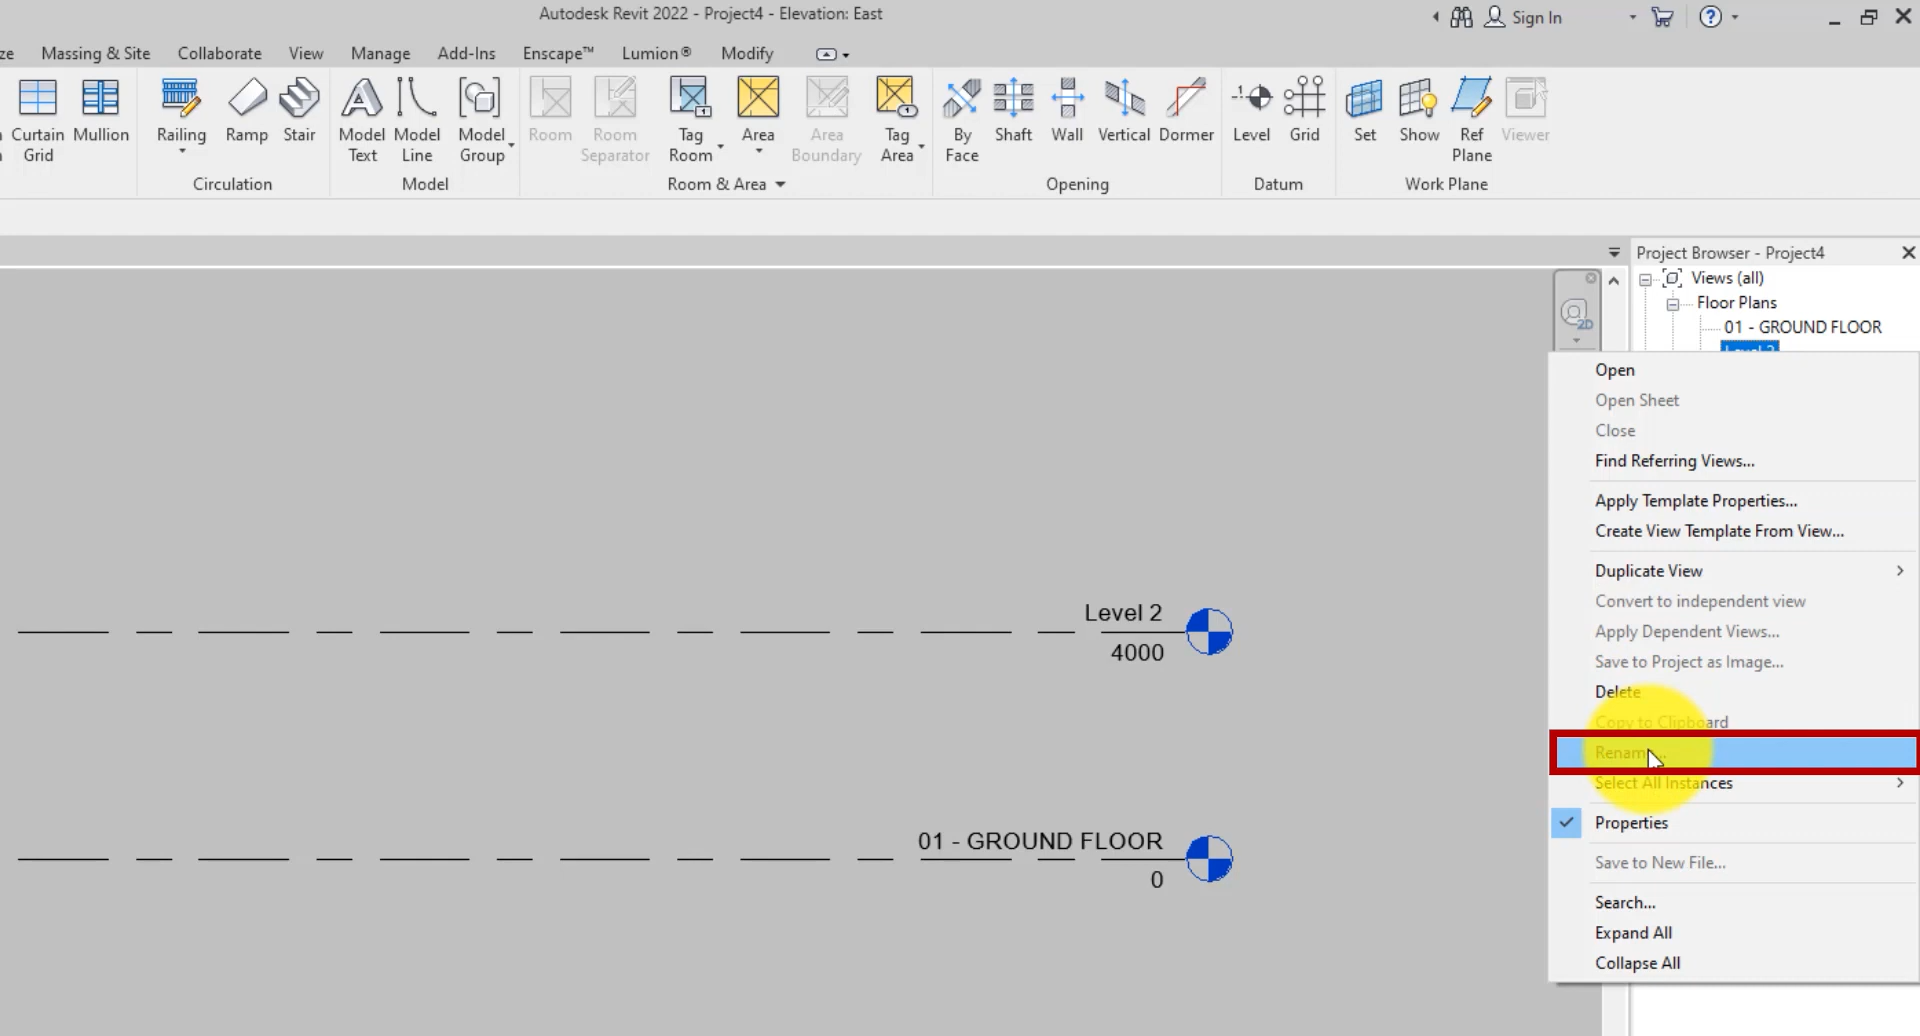 Autodesk Revit 2022 - Project4 - Elevation: East
Sign In
ze Massing & Site Collaborate View Manage Add-Ins Enscape™ Lumion® Modify
Curtain Grid
Mullion
Railing
Ramp
Stair
Model Text
Model Line
Model Group
Room
Room Separator
Tag Room
Area
Area Boundary
Tag Area
By Face
Shaft
Wall
Vertical
Dormer
Level
Grid
Set
Show
Ref Plane
Viewer
Circulation
Model
Room & Area
Opening
Datum
Work Plane
Project Browser - Project4
Views (all)
Floor Plans
01 - GROUND FLOOR
Level 2
2D
Open
Open Sheet
Close
Find Referring Views...
Apply Template Properties...
Create View Template From View...
Duplicate View
Convert to independent view
Apply Dependent Views...
Save to Project as Image...
Delete
Copy to Clipboard
Rename...
Select All Instances
Properties
Save to New File...
Search...
Expand All
Collapse All
Level 2
4000
01 - GROUND FLOOR
0